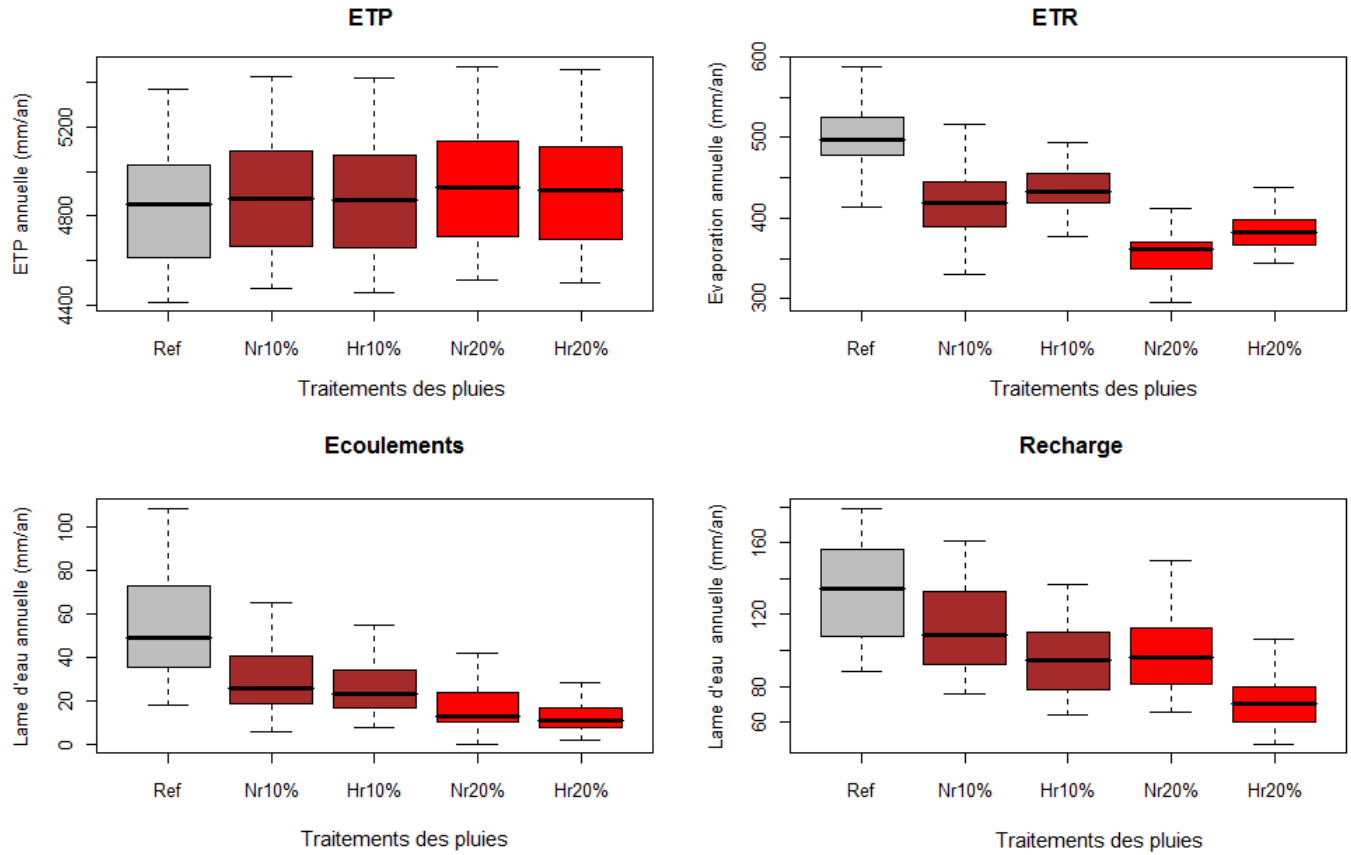 ETP
ETP annuelle (mm/an)
5200
4800
4400
Ref Nr10% Hr10% Nr20% Hr20%
Traitements des pluies
ETR
Evaporation annuelle (mm/an)
600
500
400
300
Ref Nr10% Hr10% Nr20% Hr20%
Traitements des pluies
Ecoulements
Lame d'eau annuelle (mm/an)
100
80
60
40
20
0
Ref Nr10% Hr10% Nr20% Hr20%
Traitements des pluies
Recharge
Lame d'eau annuelle (mm/an)
160
120
80
60
Ref Nr10% Hr10% Nr20% Hr20%
Traitements des pluies